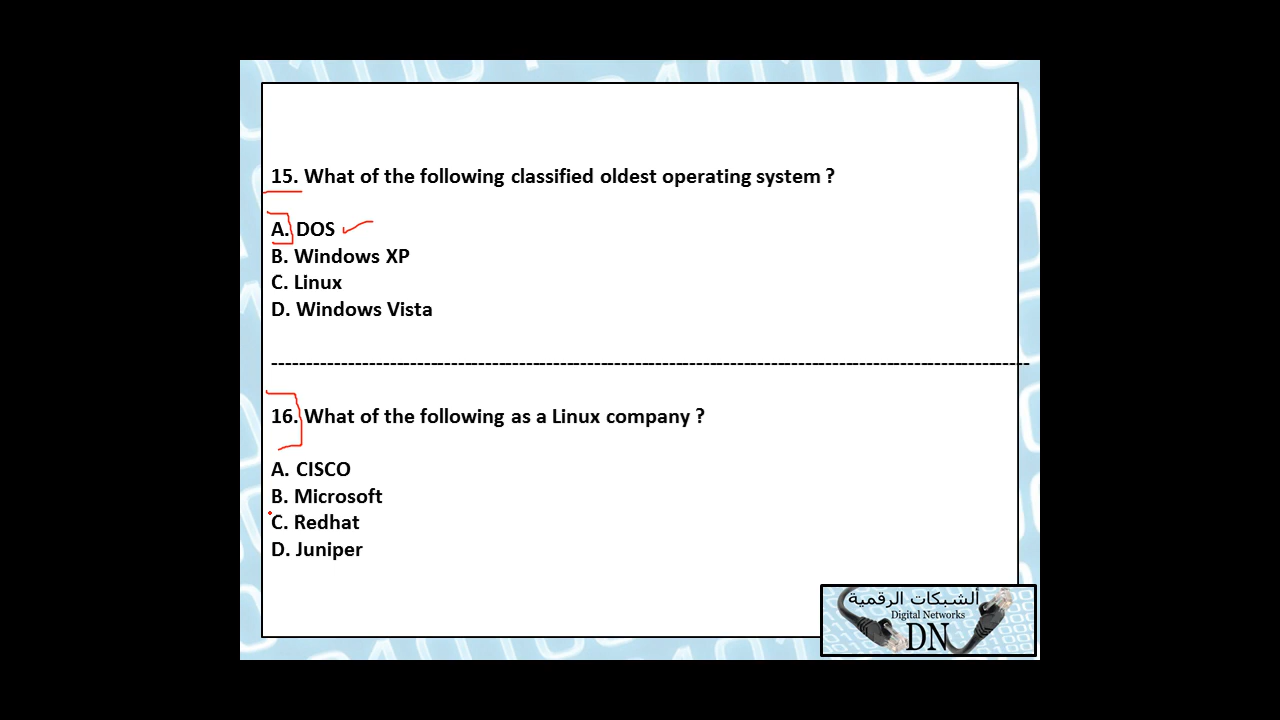 15. What of the following classified oldest operating system ?
A. DOS
B. Windows XP
C. Linux
D. Windows Vista
--------------------------------------------------------------------------------------------------------------
16. What of the following as a Linux company ?
A. CISCO
B. Microsoft
C. Redhat
D. Juniper
ألشبكات الرقمية
Digital Networks
DN